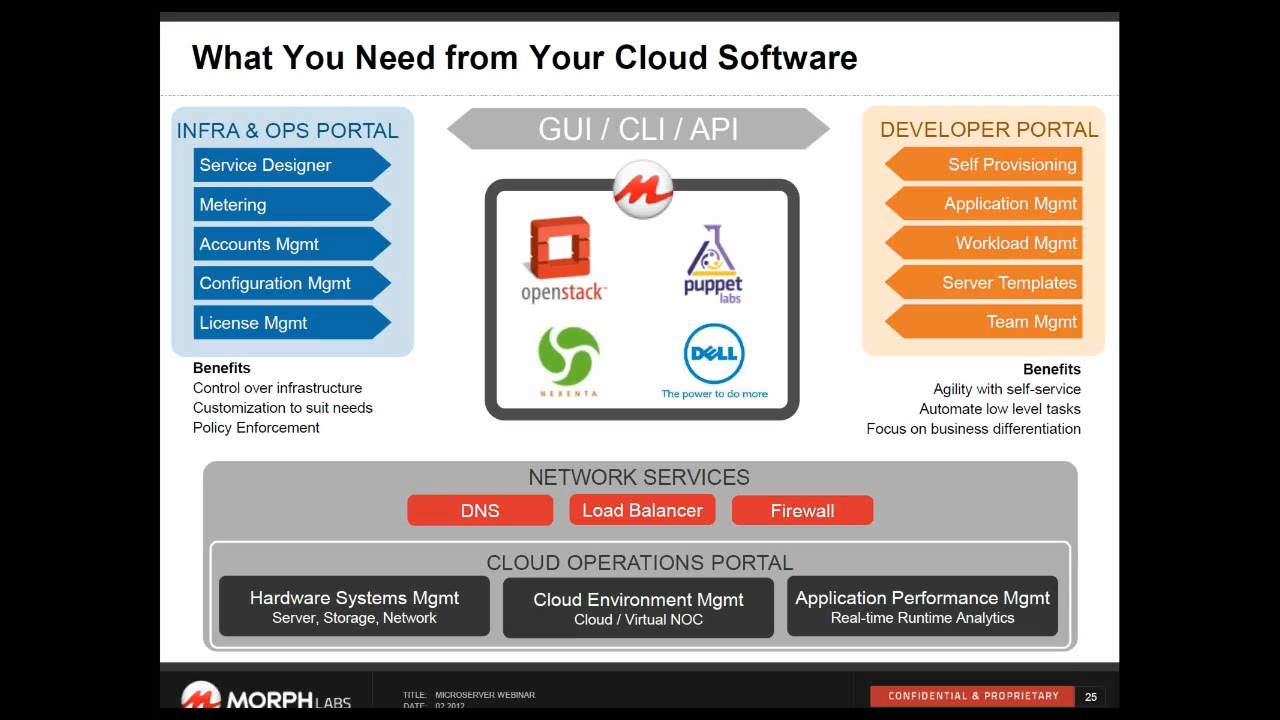 What You Need from Your Cloud Software
INFRA & OPS PORTAL
Service Designer
Metering
Accounts Mgmt
Configuration Mgmt
License Mgmt
Benefits
Control over infrastructure
Customization to suit needs
Policy Enforcement
GUI / CLI / API
openstack™
puppet
labs
NEXENTA
DELL
The power to do more
DEVELOPER PORTAL
Self Provisioning
Application Mgmt
Workload Mgmt
Server Templates
Team Mgmt
Benefits
Agility with self-service
Automate low level tasks
Focus on business differentiation
NETWORK SERVICES
DNS
Load Balancer
Firewall
CLOUD OPERATIONS PORTAL
Hardware Systems Mgmt
Server, Storage, Network
Cloud Environment Mgmt
Cloud / Virtual NOC
Application Performance Mgmt
Real-time Runtime Analytics
MORPHLABS
TITLE: MICROSERVER WEBINAR
DATE: 02.2012
CONFIDENTIAL & PROPRIETARY
25